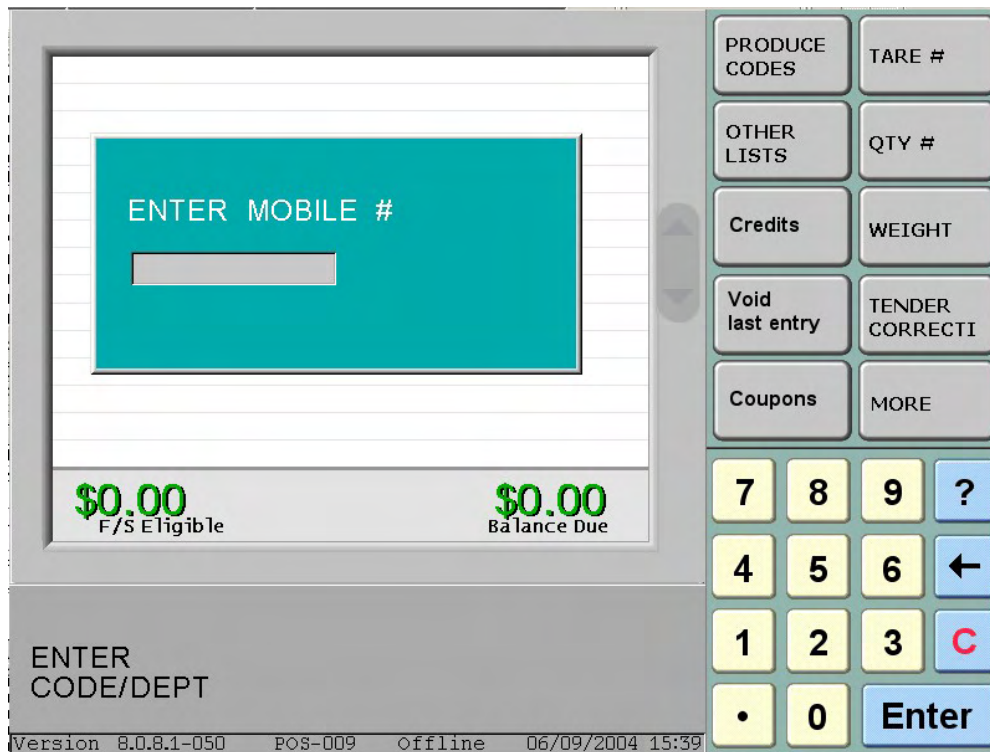 ENTER MOBILE #
$0.00
F/S Eligible
$0.00
Balance Due
ENTER
CODE/DEPT
Version 8.0.8.1-050 POS-009 Offline 06/09/2004 15:39
PRODUCE
CODES
TARE #
OTHER
LISTS
QTY #
Credits
WEIGHT
Void
last entry
TENDER
CORRECTI
Coupons
MORE
7 8 9 ?
4 5 6 ←
1 2 3 C
• 0 Enter